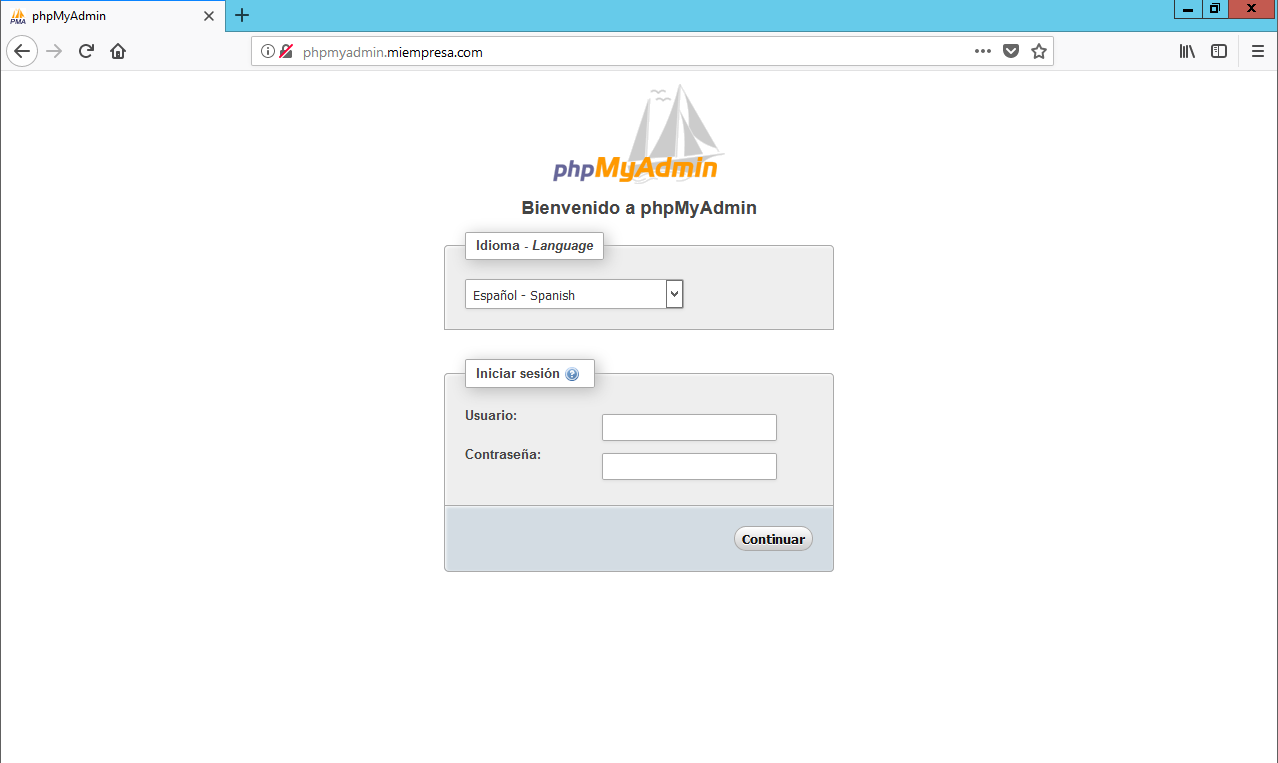 phpMyAdmin
phpmyadmin.miempresa.com
phpMyAdmin
Bienvenido a phpMyAdmin
Idioma - Language
Español - Spanish
Iniciar sesión
Usuario:
Contraseña:
Continuar